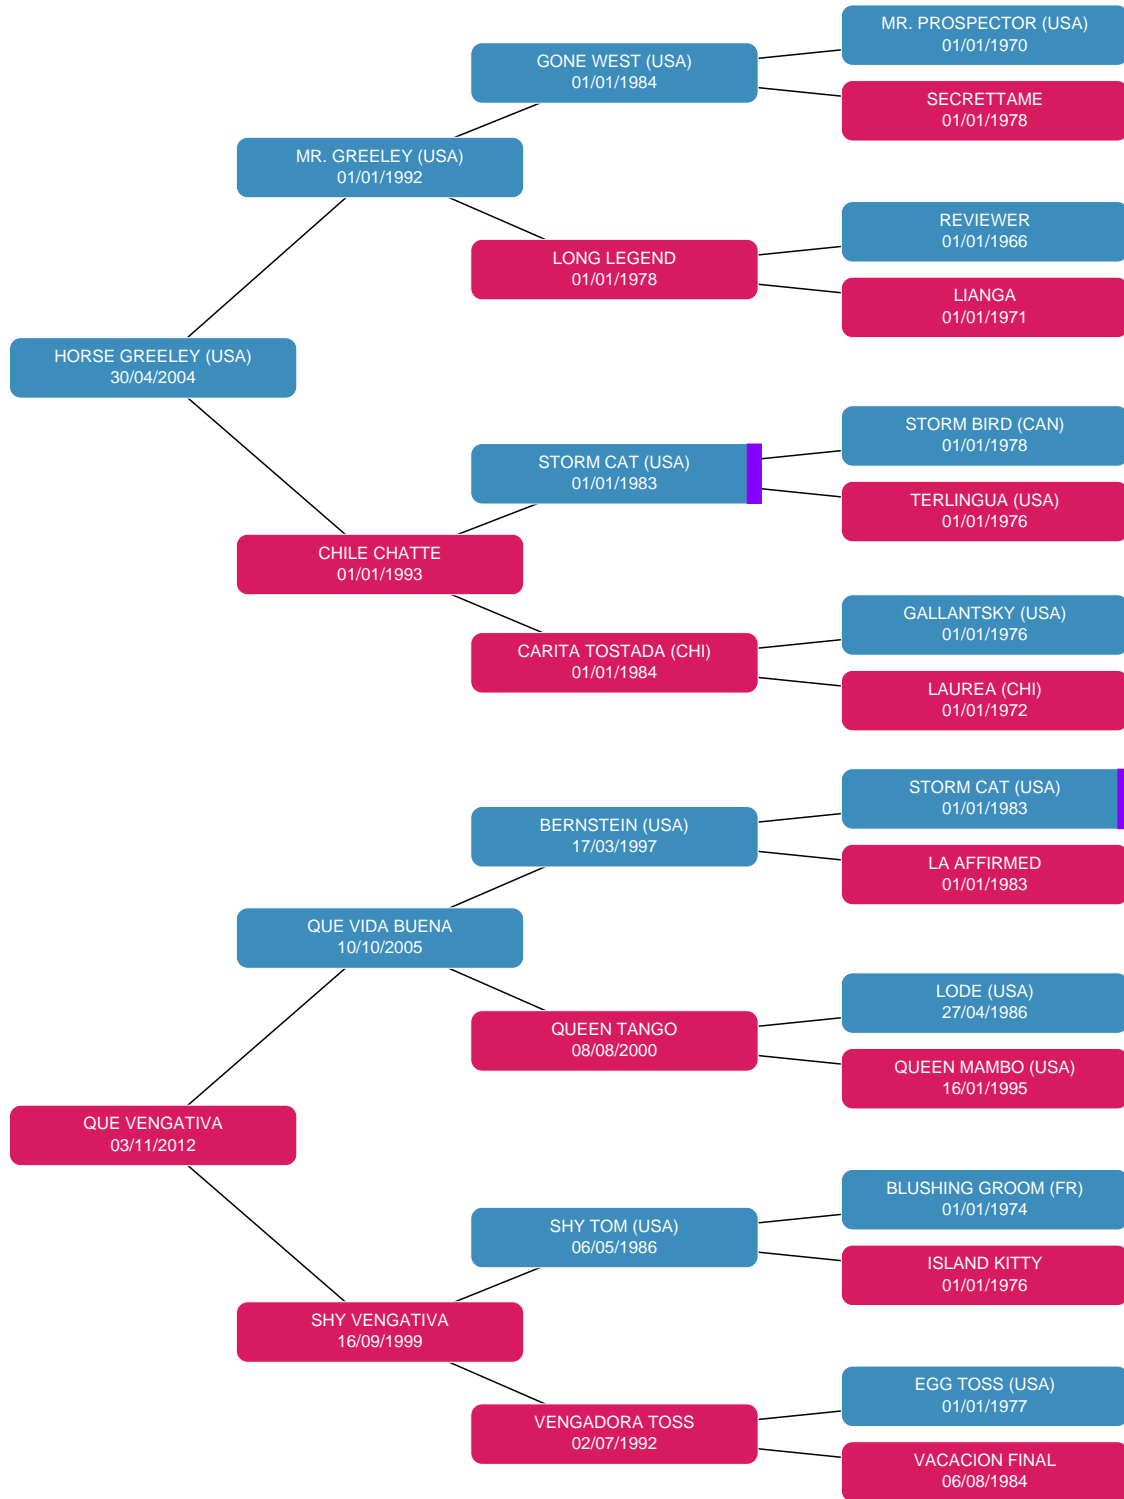 MR. PROSPECTOR (USA)
01/01/1970
GONE WEST (USA)
01/01/1984
SECRETTAME
01/01/1978
MR. GREELEY (USA)
01/01/1992
REVIEWER
01/01/1966
LONG LEGEND
01/01/1978
LIANGA
01/01/1971
HORSE GREELEY (USA)
30/04/2004
STORM BIRD (CAN)
01/01/1978
STORM CAT (USA)
01/01/1983
TERLINGUA (USA)
01/01/1976
CHILE CHATTE
01/01/1993
GALLANTSKY (USA)
01/01/1976
CARITA TOSTADA (CHI)
01/01/1984
LAUREA (CHI)
01/01/1972
STORM CAT (USA)
01/01/1983
BERNSTEIN (USA)
17/03/1997
LA AFFIRMED
01/01/1983
QUE VIDA BUENA
10/10/2005
LODE (USA)
27/04/1986
QUEEN TANGO
08/08/2000
QUEEN MAMBO (USA)
16/01/1995
QUE VENGATIVA
03/11/2012
BLUSHING GROOM (FR)
01/01/1974
SHY TOM (USA)
06/05/1986
ISLAND KITTY
01/01/1976
SHY VENGATIVA
16/09/1999
EGG TOSS (USA)
01/01/1977
VENGADORA TOSS
02/07/1992
VACACION FINAL
06/08/1984